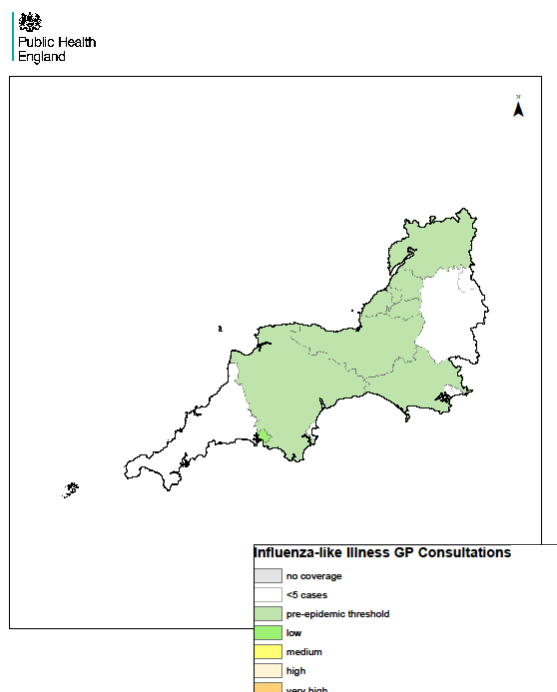 Public Health
England
N
Influenza-like Illness GP Consultations
no coverage
<5 cases
pre-epidemic threshold
low
medium
high
very high